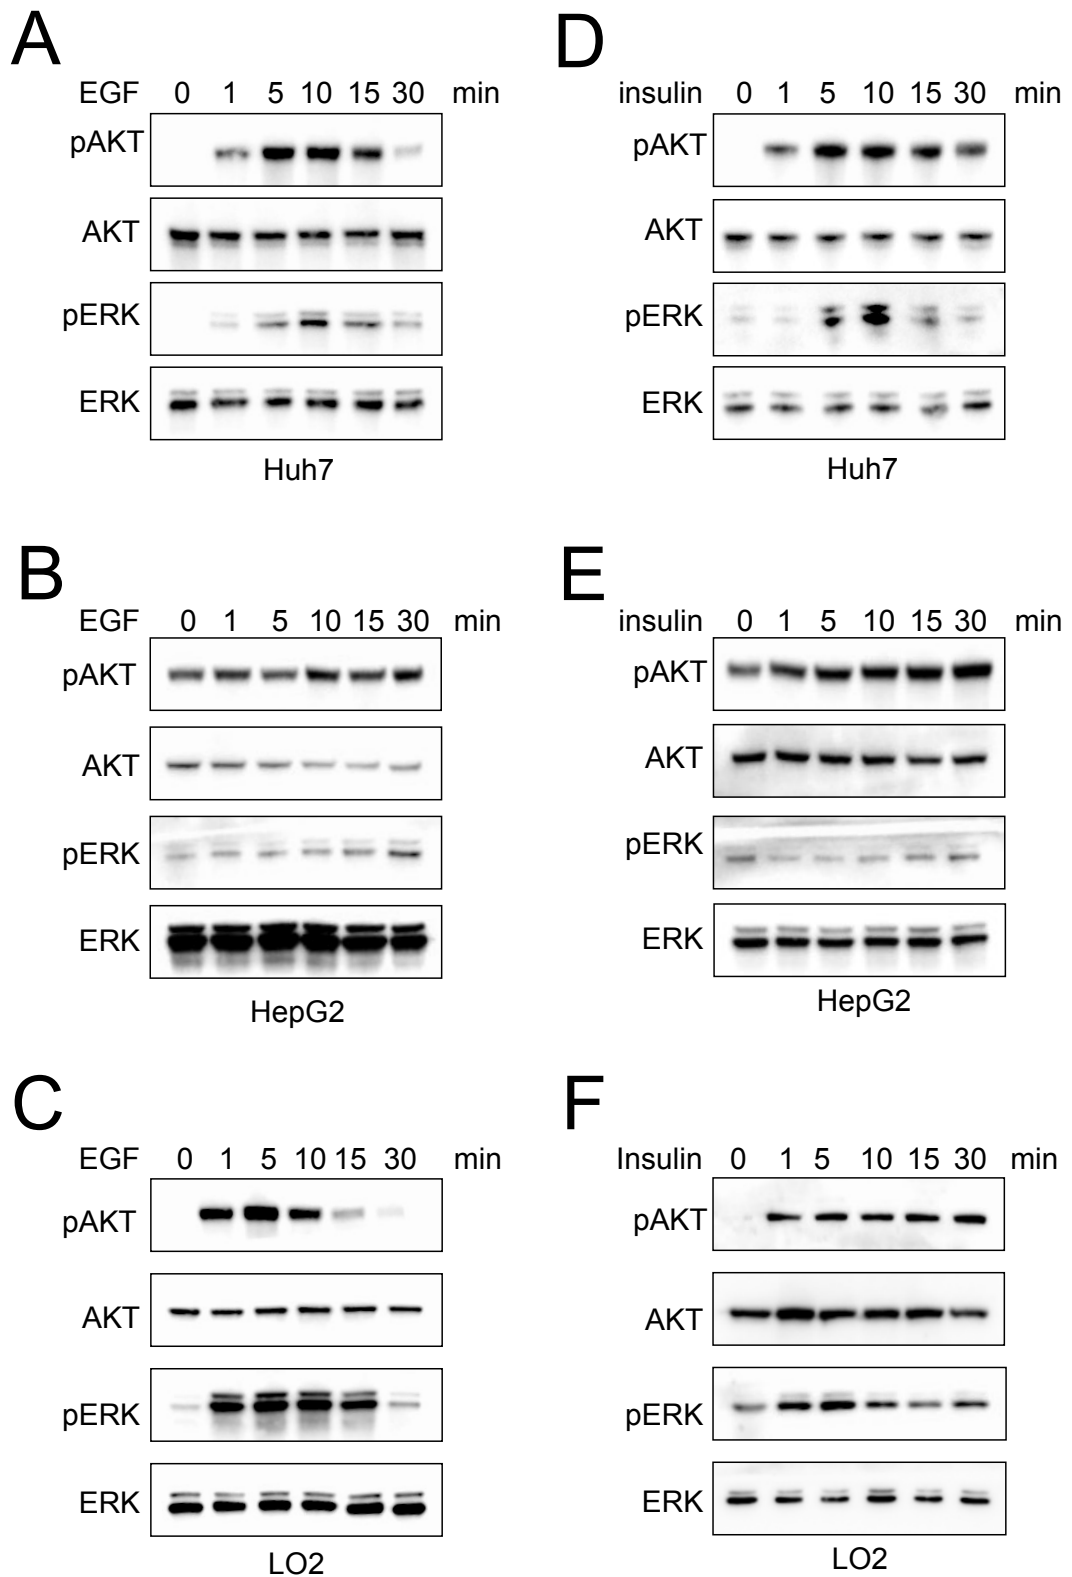 A
EGF 0 1 5 10 15 30 min
pAKT
AKT
pERK
ERK
Huh7
D
insulin 0 1 5 10 15 30 min
pAKT
AKT
pERK
ERK
Huh7
B
EGF 0 1 5 10 15 30 min
pAKT
AKT
pERK
ERK
HepG2
E
insulin 0 1 5 10 15 30 min
pAKT
AKT
pERK
ERK
HepG2
C
EGF 0 1 5 10 15 30 min
pAKT
AKT
pERK
ERK
LO2
F
Insulin 0 1 5 10 15 30 min
pAKT
AKT
pERK
ERK
LO2